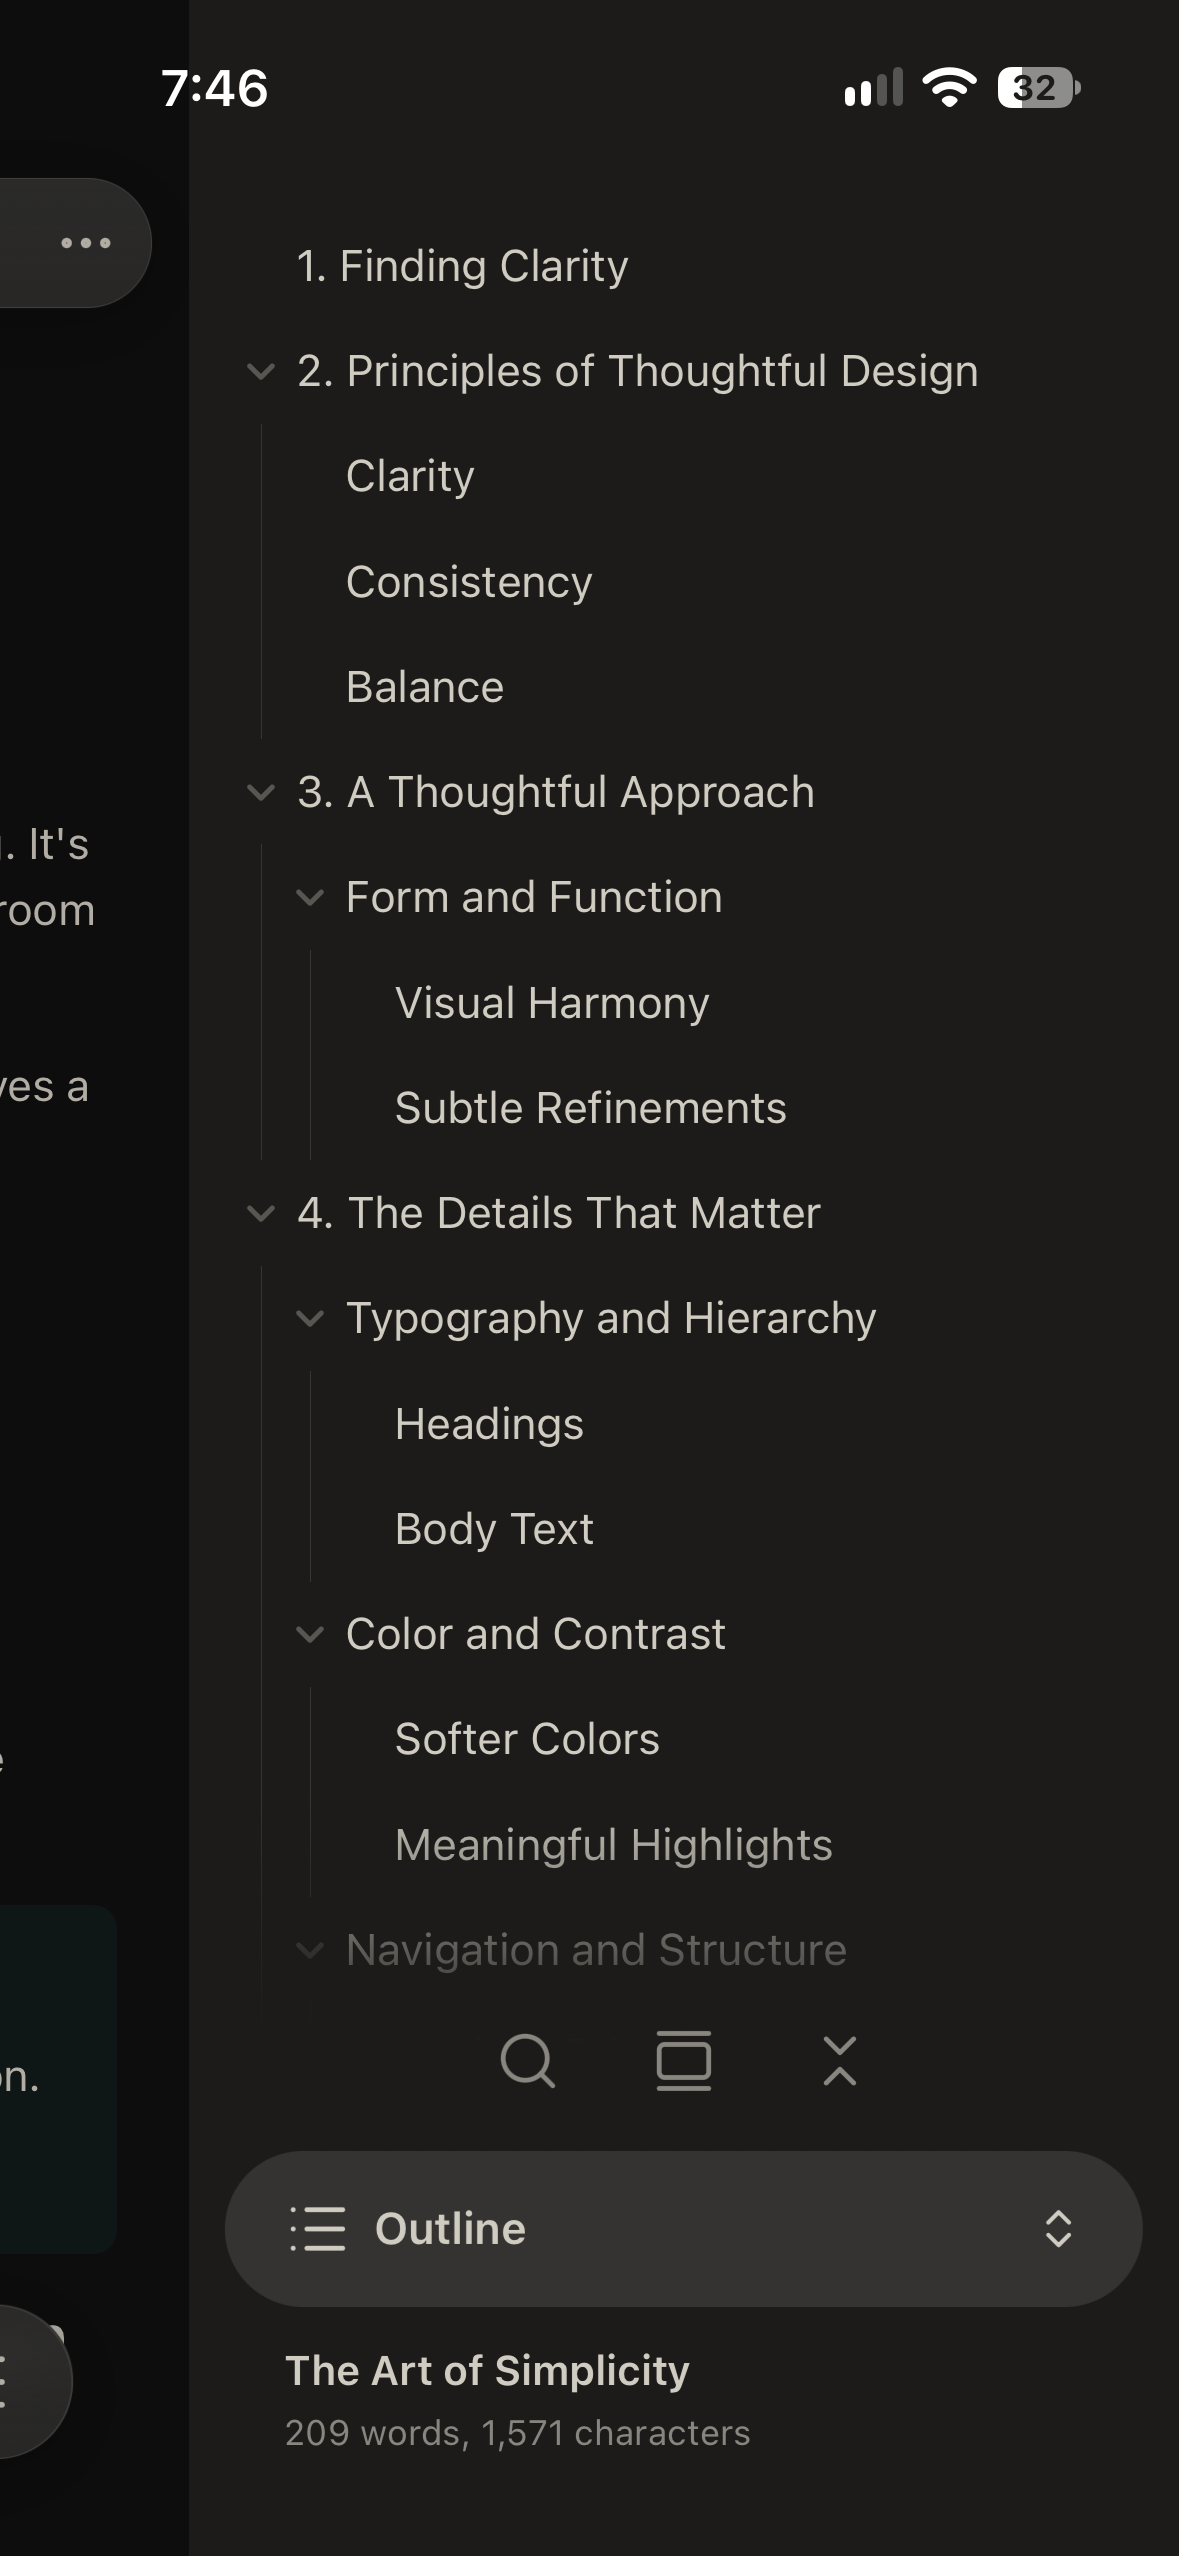 7:46
32
1. Finding Clarity
2. Principles of Thoughtful Design
Clarity
Consistency
Balance
3. A Thoughtful Approach
. It's
room
Form and Function
Visual Harmony
Subtle Refinements
ves a
4. The Details That Matter
Typography and Hierarchy
Headings
Body Text
Color and Contrast
Softer Colors
e
Meaningful Highlights
Navigation and Structure
on.
Outline
The Art of Simplicity
209 words, 1,571 characters